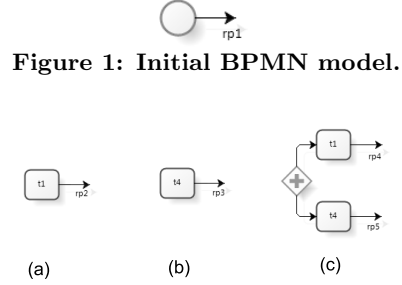 rp1
Figure 1: Initial BPMN model.
t1
rp4
t1
rp2
t4
rp3
t4
rp5
(a)
(b)
(c)